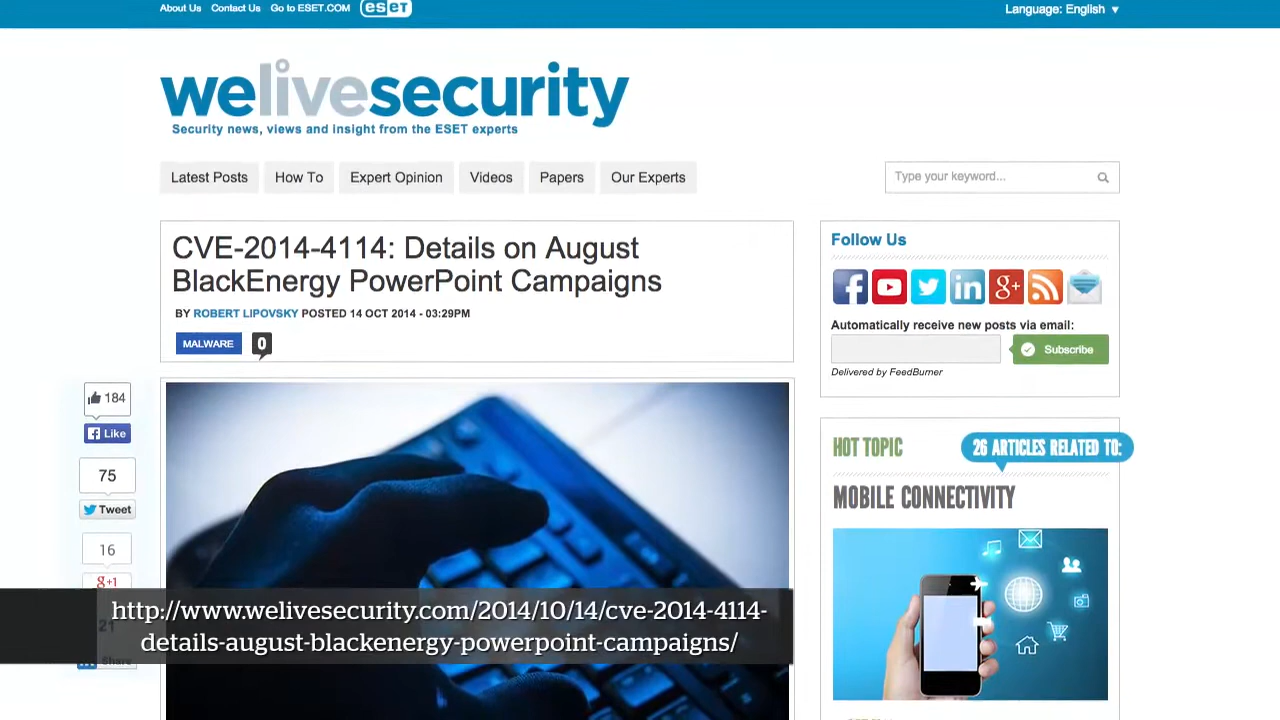 About Us Contact Us Go to ESET.COM eseT
Language: English ▼
welivesecurity
Security news, views and insight from the ESET experts
Latest Posts How To Expert Opinion Videos Papers Our Experts
Type your keyword...
CVE-2014-4114: Details on August
BlackEnergy PowerPoint Campaigns
BY ROBERT LIPOVSKY POSTED 14 OCT 2014 - 03:29PM
MALWARE 0
184
Like
75
Tweet
16
g+1
21
Share
http://www.welivesecurity.com/2014/10/14/cve-2014-4114-
details-august-blackenergy-powerpoint-campaigns/
Follow Us
Automatically receive new posts via email:
Subscribe
Delivered by FeedBurner
HOT TOPIC
26 ARTICLES RELATED TO:
MOBILE CONNECTIVITY